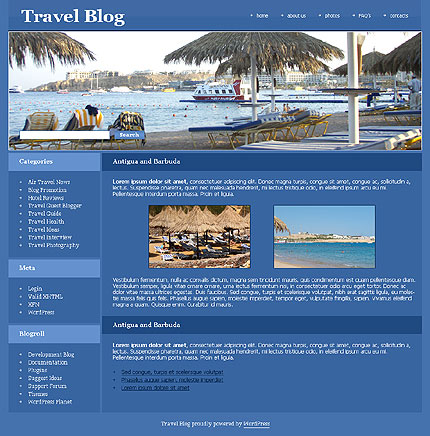 Travel Blog
home
about us
photos
FAQ's
contacts
Search
Categories
Air Travel News
Blog Promotion
Hotel Reviews
Travel Guest Blogger
Travel Guide
Travel Health
Travel Ideas
Travel Interview
Travel Photography
Meta
Login
Valid XHTML
XFN
WordPress
Blogroll
Development Blog
Documentation
Plugins
Suggest Ideas
Support Forum
Themes
WordPress Planet
Antigua and Barbuda
Lorem ipsum dolor sit amet, consectetuer adipiscing elit. Donec magna turpis, congue sit amet, congue ac, sollicitudin a,
lectus. Suspendisse pharetra, quam nec malesuada hendrerit, mi lectus tristique odio, in eleifend ipsum arcu eu mi.
Pellentesque interdum porta massa. Proin et ligula.
Vestibulum fermentum, nulla ac convallis dictum, magna sem tincidunt mauris, quis condimentum est quam pellentesque diam.
Vestibulum semper, ligula vitae ornare ornare, urna lectus fermentum nisi, in consectetuer odio arcu eget tortor. Donec at
dolor vitae massa ultrices egestas. Duis faucibus. Sed congue, turpis et scelerisque volutpat, nibh erat sagittis ligula, eu moles-
tie massa felis quis felis. Phasellus augue sapien, molestie imperdiet, tempor eget, vulputate fringilla, sapien. Vivamus eleifend
magna a quam. Quisque enim. Curabitur id mauris.
Antigua and Barbuda
Lorem ipsum dolor sit amet, consectetuer adipiscing elit. Donec magna turpis, congue sit amet, congue ac, sollicitudin a,
lectus. Suspendisse pharetra, quam nec malesuada hendrerit, mi lectus tristique odio, in eleifend ipsum arcu eu mi.
Pellentesque interdum porta massa. Proin et ligula.
Sed congue, turpis et scelerisque volutpat
Phasellus augue sapien, molestie imperdiet
Lorem ipsum dolor sit amet
Travel Blog proudly powered by WordPress